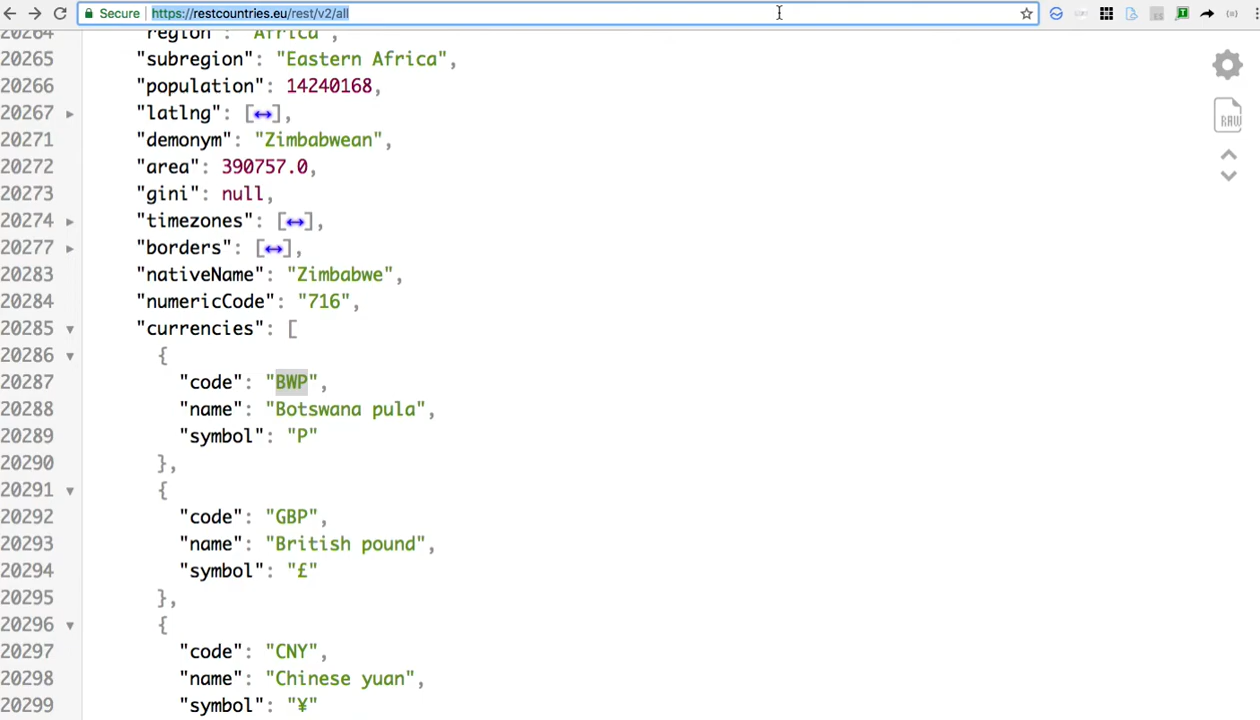 Secure https://restcountries.eu/rest/v2/all
20264 "region": "Africa",
20265 "subregion": "Eastern Africa",
20266 "population": 14240168,
20267 "latlng": [↔],
20271 "demonym": "Zimbabwean",
20272 "area": 390757.0,
20273 "gini": null,
20274 "timezones": [↔],
20277 "borders": [↔],
20283 "nativeName": "Zimbabwe",
20284 "numericCode": "716",
20285 "currencies": [
20286 {
20287 "code": "BWP",
20288 "name": "Botswana pula",
20289 "symbol": "P"
20290 },
20291 {
20292 "code": "GBP",
20293 "name": "British pound",
20294 "symbol": "£"
20295 },
20296 {
20297 "code": "CNY",
20298 "name": "Chinese yuan",
20299 "symbol": "¥"
RAW